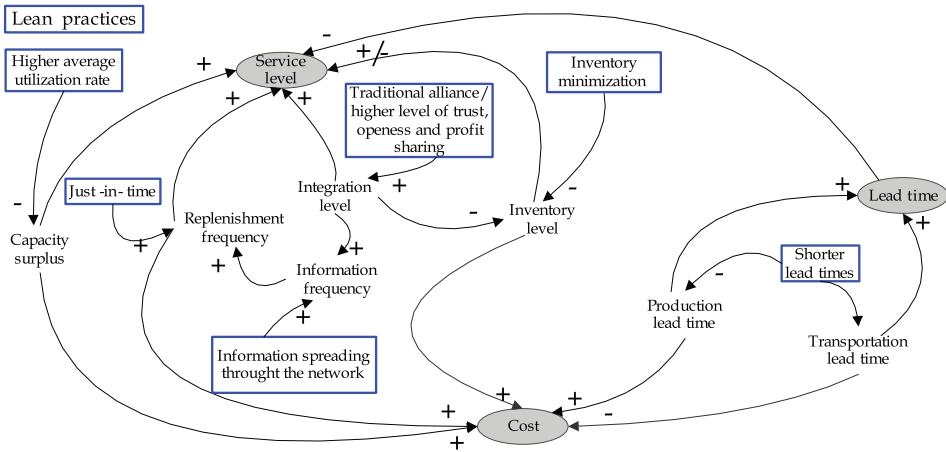 Lean practices
Higher average
utilization rate
-
Capacity
surplus
+
Service
level
+
+
+/-
-
Traditional alliance/
higher level of trust,
openess and profit
sharing
Inventory
minimization
-
Just -in- time
+
Replenishment
frequency
+
Integration
level
+
-
+
Information
frequency
+
Information spreading
throught the network
Inventory
level
+
Lead time
+
Shorter
lead times
-
Production
lead time
Transportation
lead time
+
+
-
+
+
Cost